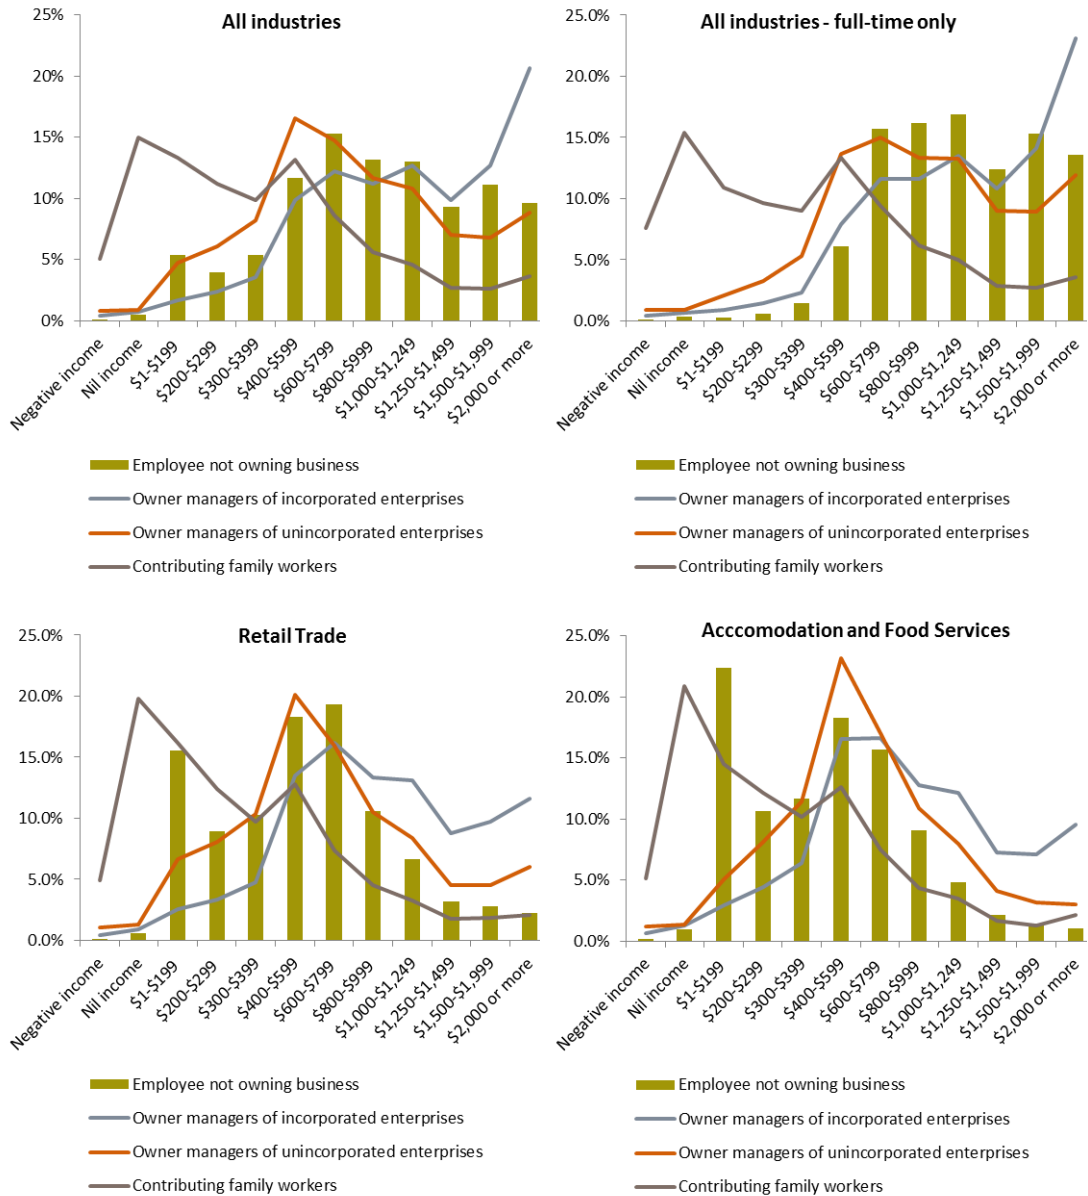 All industries
25%
20%
15%
10%
5%
0%
Negative income
Nil income
$1-$199
$200-$299
$300-$399
$400-$599
$600-$799
$800-$999
$1,000-$1,249
$1,250-$1,499
$1,500-$1,999
$2,000 or more
Employee not owning business
Owner managers of incorporated enterprises
Owner managers of unincorporated enterprises
Contributing family workers
All industries - full-time only
25.0%
20.0%
15.0%
10.0%
5.0%
0.0%
Negative income
Nil income
$1-$199
$200-$299
$300-$399
$400-$599
$600-$799
$800-$999
$1,000-$1,249
$1,250-$1,499
$1,500-$1,999
$2,000 or more
Employee not owning business
Owner managers of incorporated enterprises
Owner managers of unincorporated enterprises
Contributing family workers
Retail Trade
25.0%
20.0%
15.0%
10.0%
5.0%
0.0%
Negative income
Nil income
$1-$199
$200-$299
$300-$399
$400-$599
$600-$799
$800-$999
$1,000-$1,249
$1,250-$1,499
$1,500-$1,999
$2,000 or more
Employee not owning business
Owner managers of incorporated enterprises
Owner managers of unincorporated enterprises
Contributing family workers
Acccomodation and Food Services
25.0%
20.0%
15.0%
10.0%
5.0%
0.0%
Negative income
Nil income
$1-$199
$200-$299
$300-$399
$400-$599
$600-$799
$800-$999
$1,000-$1,249
$1,250-$1,499
$1,500-$1,999
$2,000 or more
Employee not owning business
Owner managers of incorporated enterprises
Owner managers of unincorporated enterprises
Contributing family workers